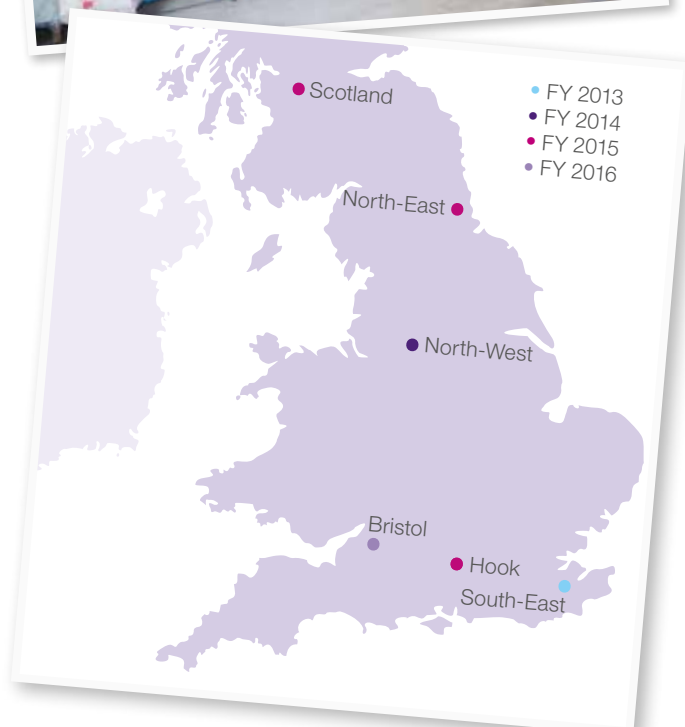 Scotland
FY 2013
FY 2014
FY 2015
FY 2016
North-East
North-West
Bristol
Hook
South-East